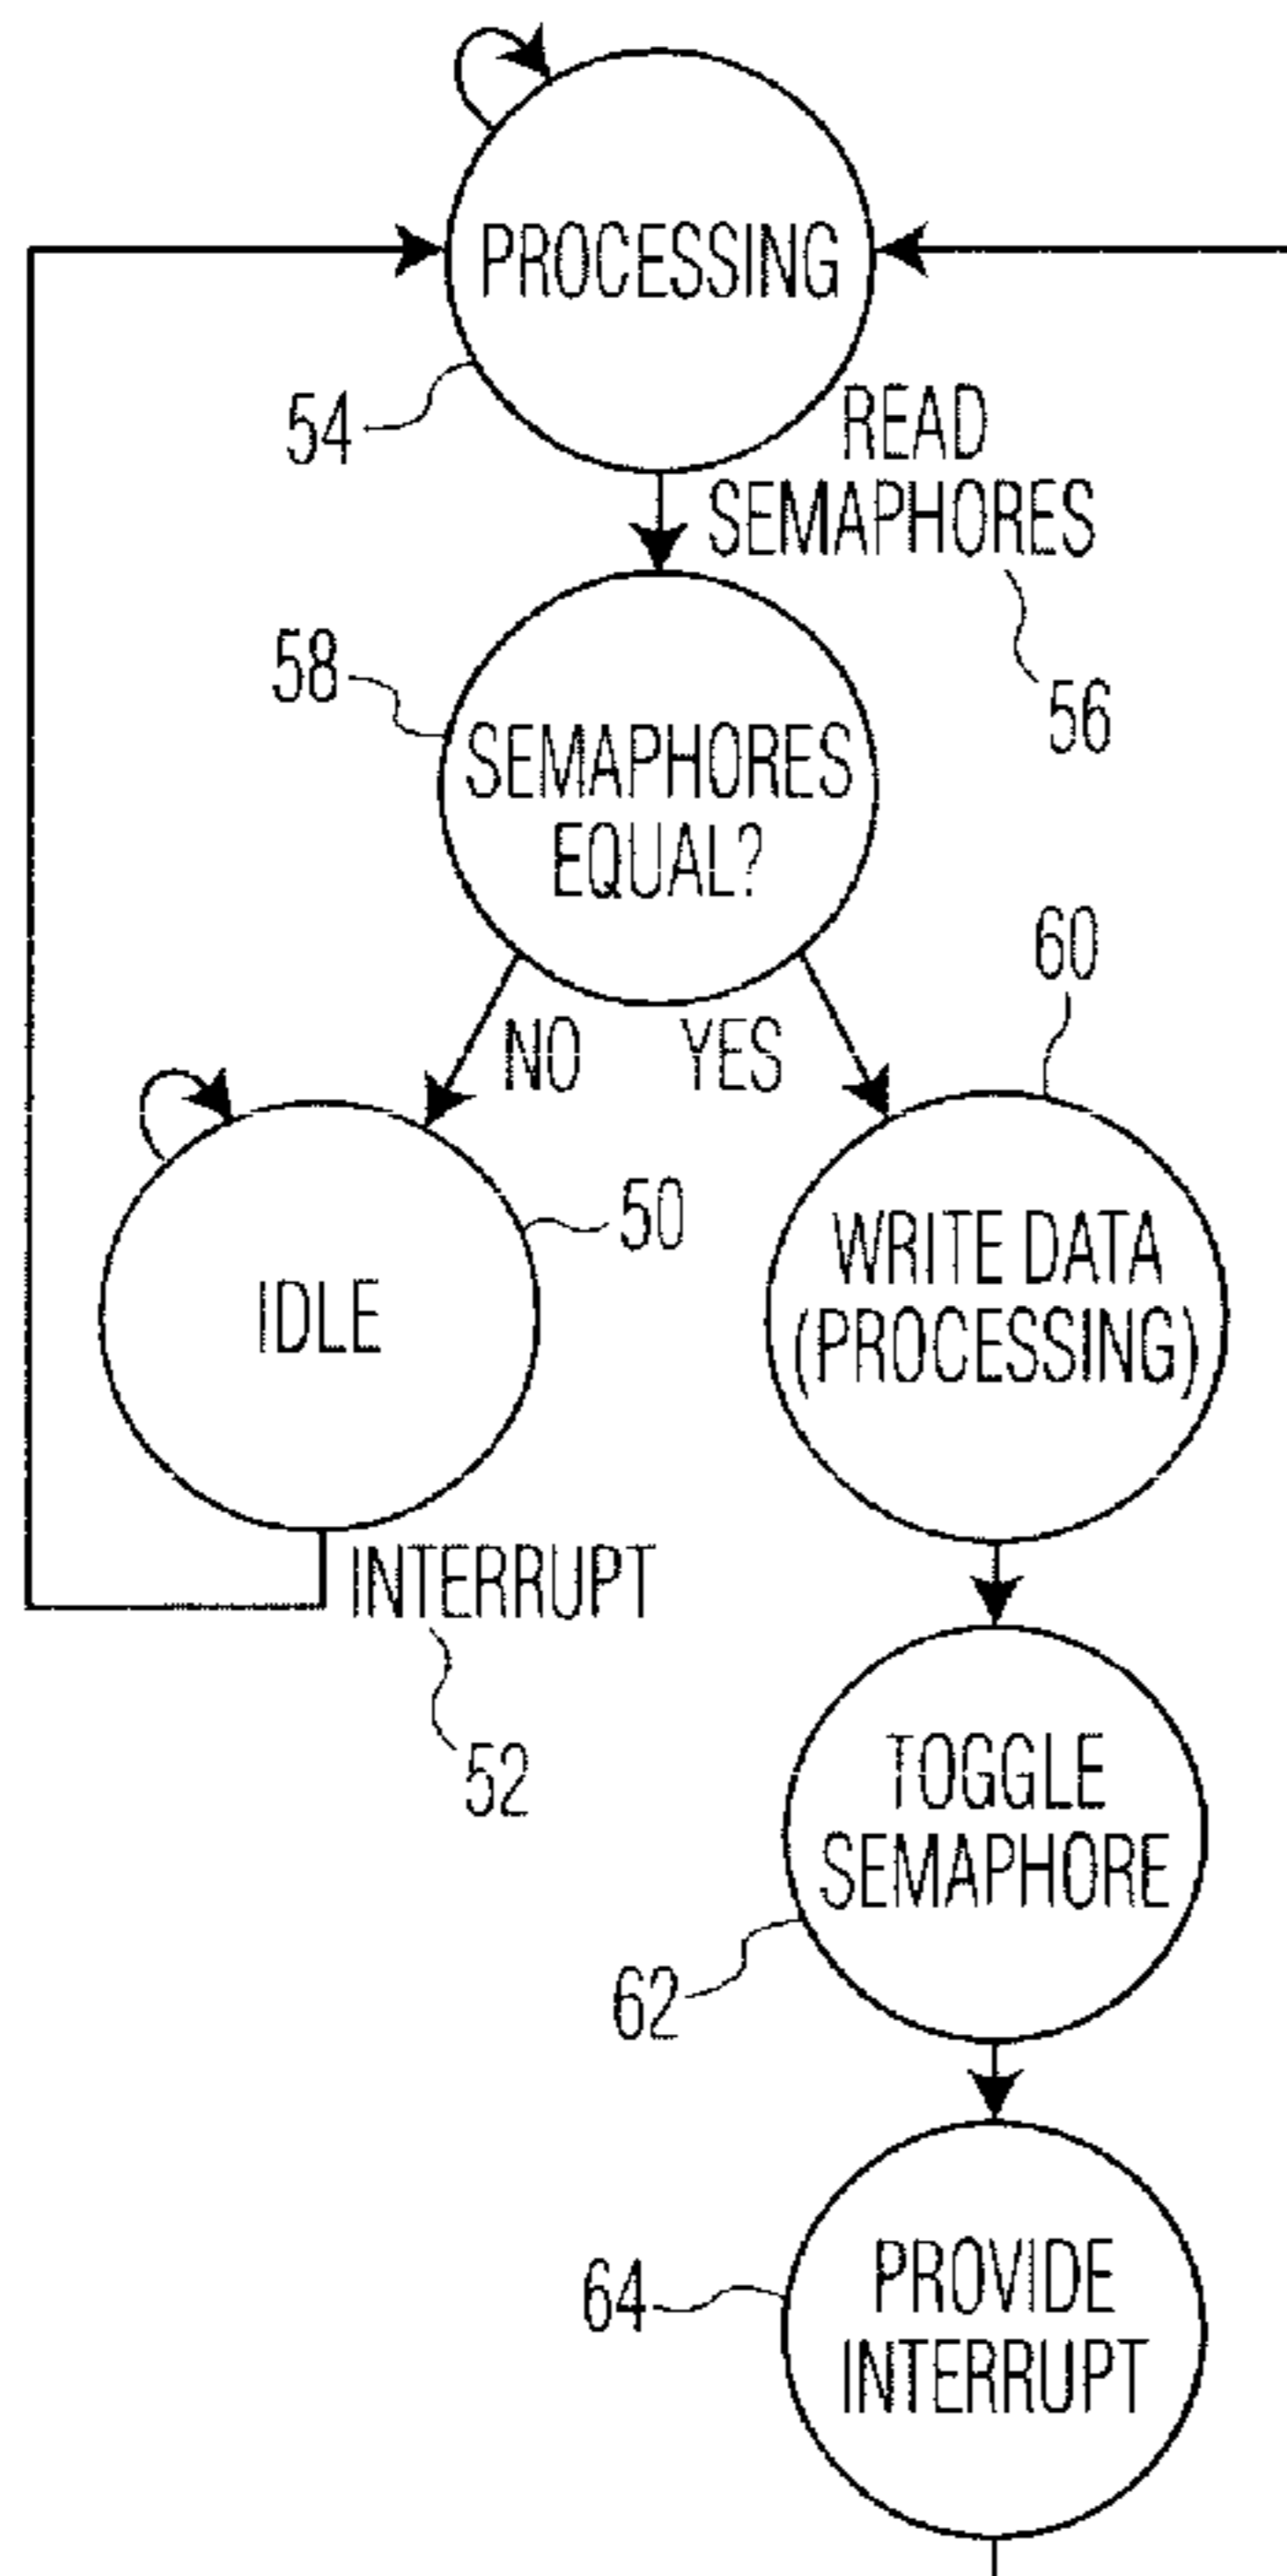 PROCESSING
54
READ
SEMAPHORES
56
58
SEMAPHORES
EQUAL?
NO
YES
60
50
IDLE
WRITE DATA
(PROCESSING)
INTERRUPT
52
TOGGLE
SEMAPHORE
62
64
PROVIDE
INTERRUPT